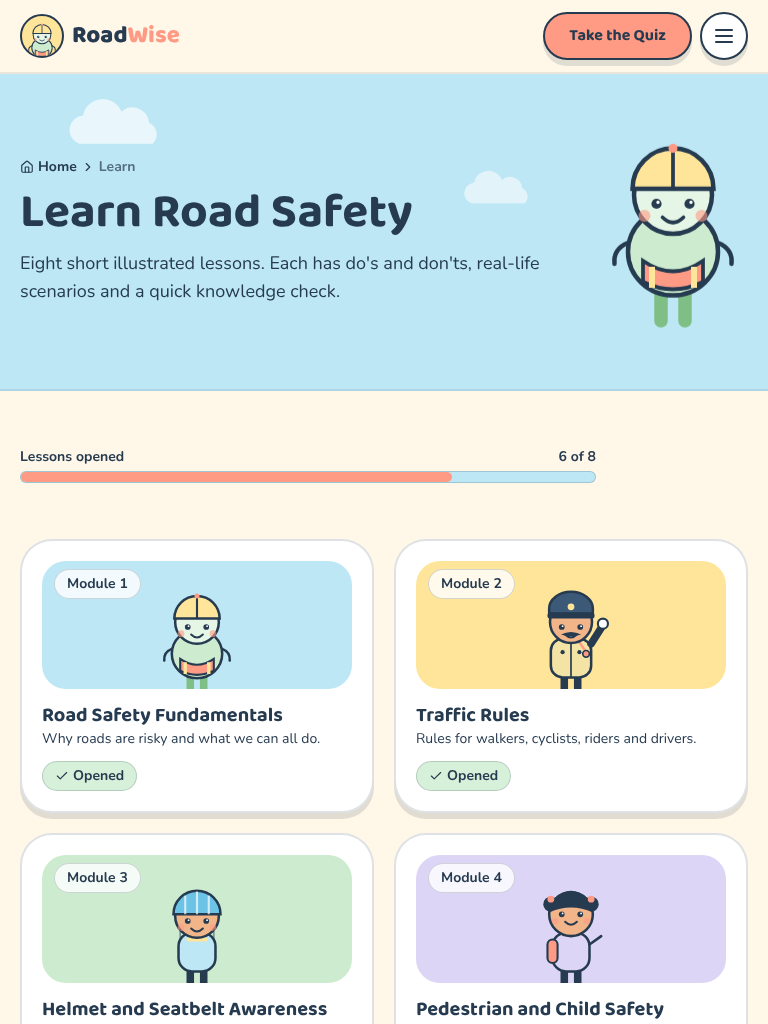 RoadWise
Take the Quiz
Home > Learn
Learn Road Safety
Eight short illustrated lessons. Each has do's and don'ts, real-life
scenarios and a quick knowledge check.
Lessons opened
6 of 8
Module 1
Road Safety Fundamentals
Why roads are risky and what we can all do.
Opened
Module 2
Traffic Rules
Rules for walkers, cyclists, riders and drivers.
Opened
Module 3
Helmet and Seatbelt Awareness
Module 4
Pedestrian and Child Safety